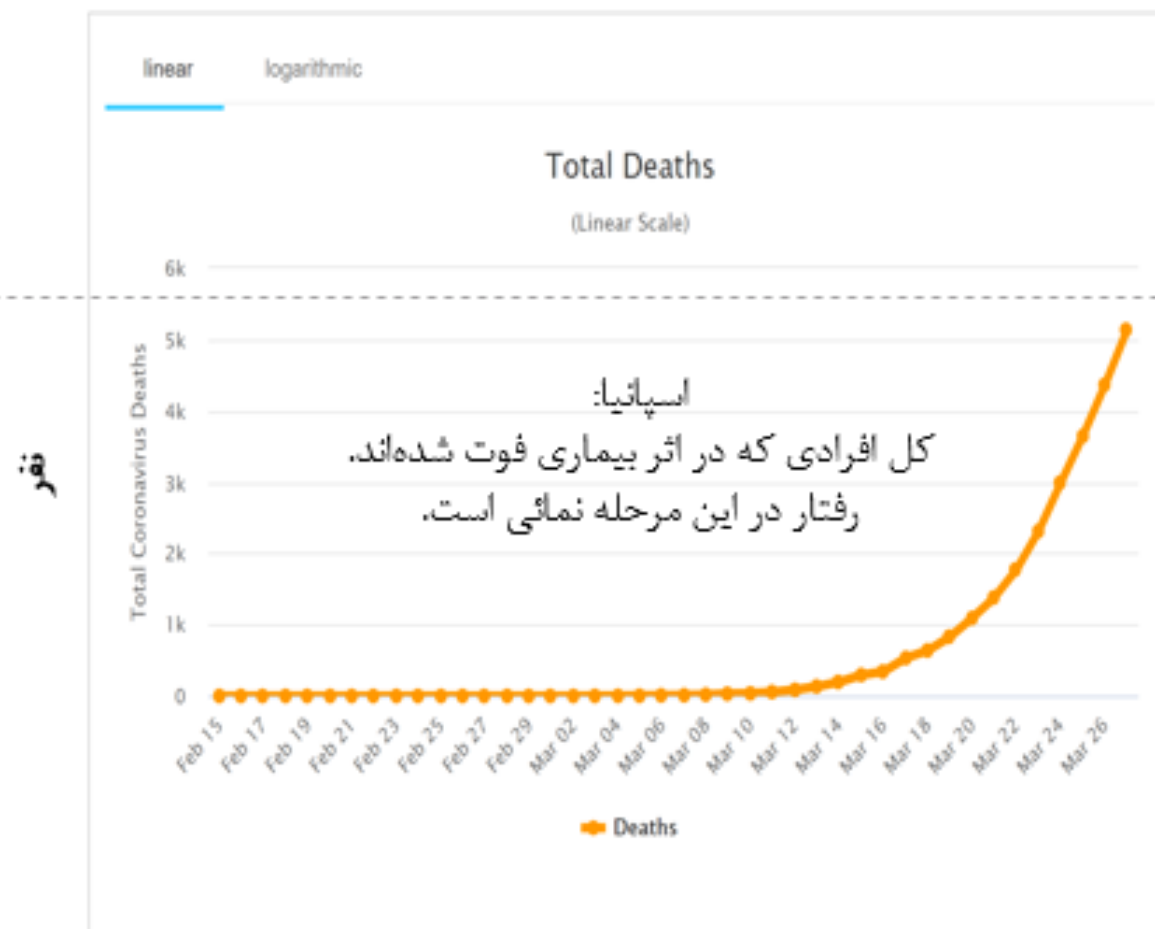 linear logarithmic
Total Deaths
(Linear Scale)
6k
5k
4k
3k
2k
1k
0
Total Coronavirus Deaths
نفر
اسپانیا:
کل افرادی که در اثر بیماری فوت شده‌اند.
رفتار در این مرحله نمائی است.
Feb 15 Feb 17 Feb 19 Feb 21 Feb 23 Feb 25 Feb 27 Feb 29 Mar 02 Mar 04 Mar 06 Mar 08 Mar 10 Mar 12 Mar 14 Mar 16 Mar 18 Mar 20 Mar 22 Mar 24 Mar 26
Deaths